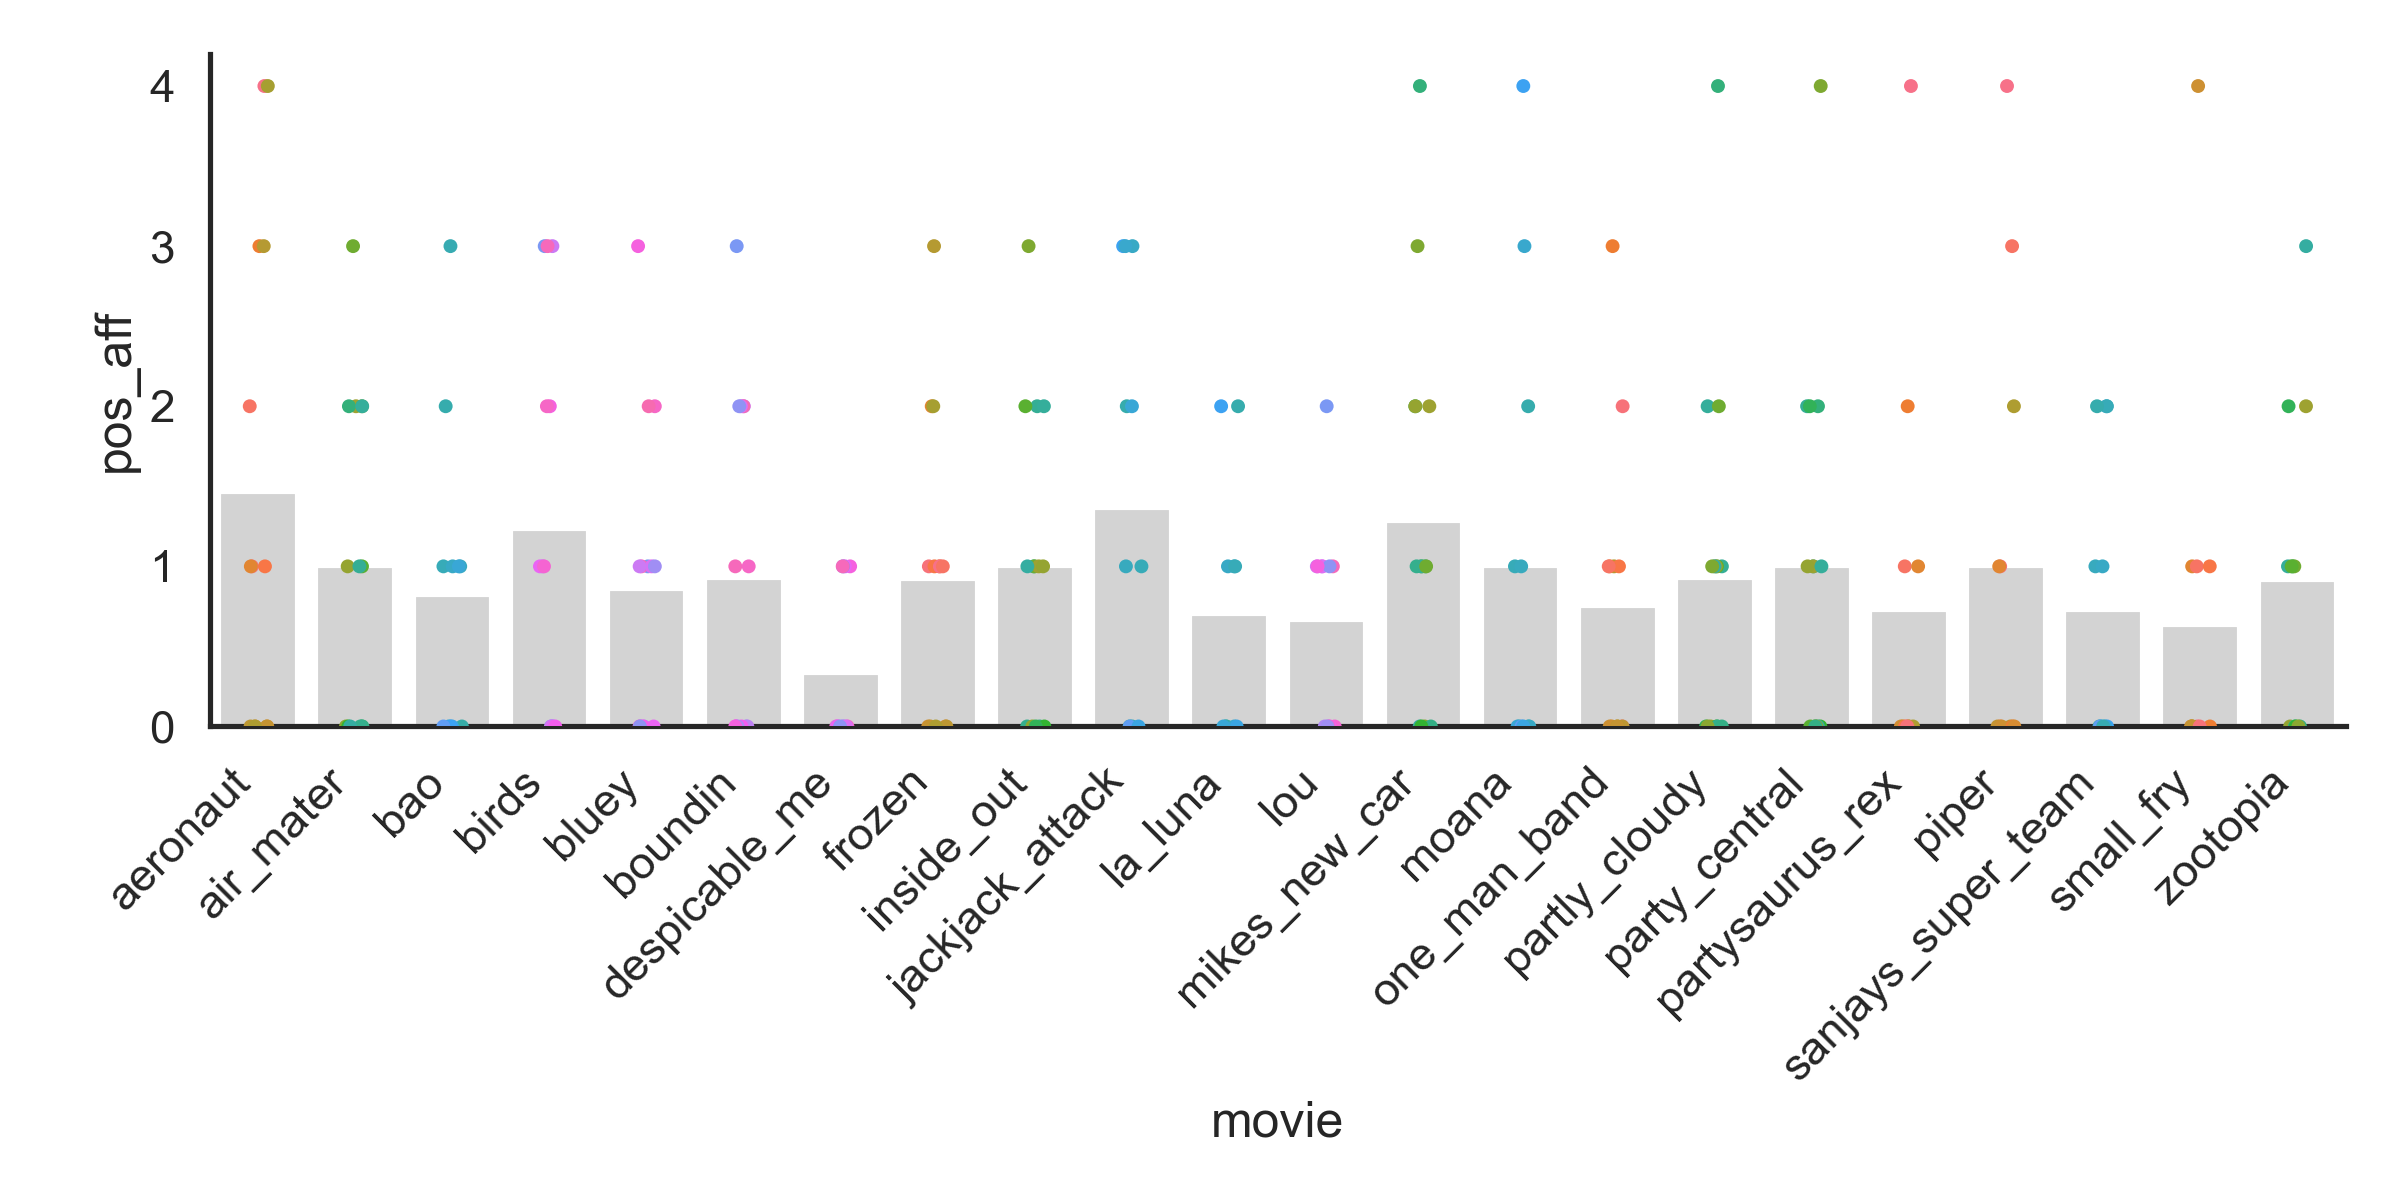 4
3
2
1
0
pos_aff
aeronaut
air_mater
bao
birds
bluey
boundin
despicable_me
frozen
inside_out
jackjack_attack
la_luna
lou
mikes_new_car
moana
one_man_band
partly_cloudy
party_central
partysaurus_rex
piper
sanjays_super_team
small_fry
zootopia
movie